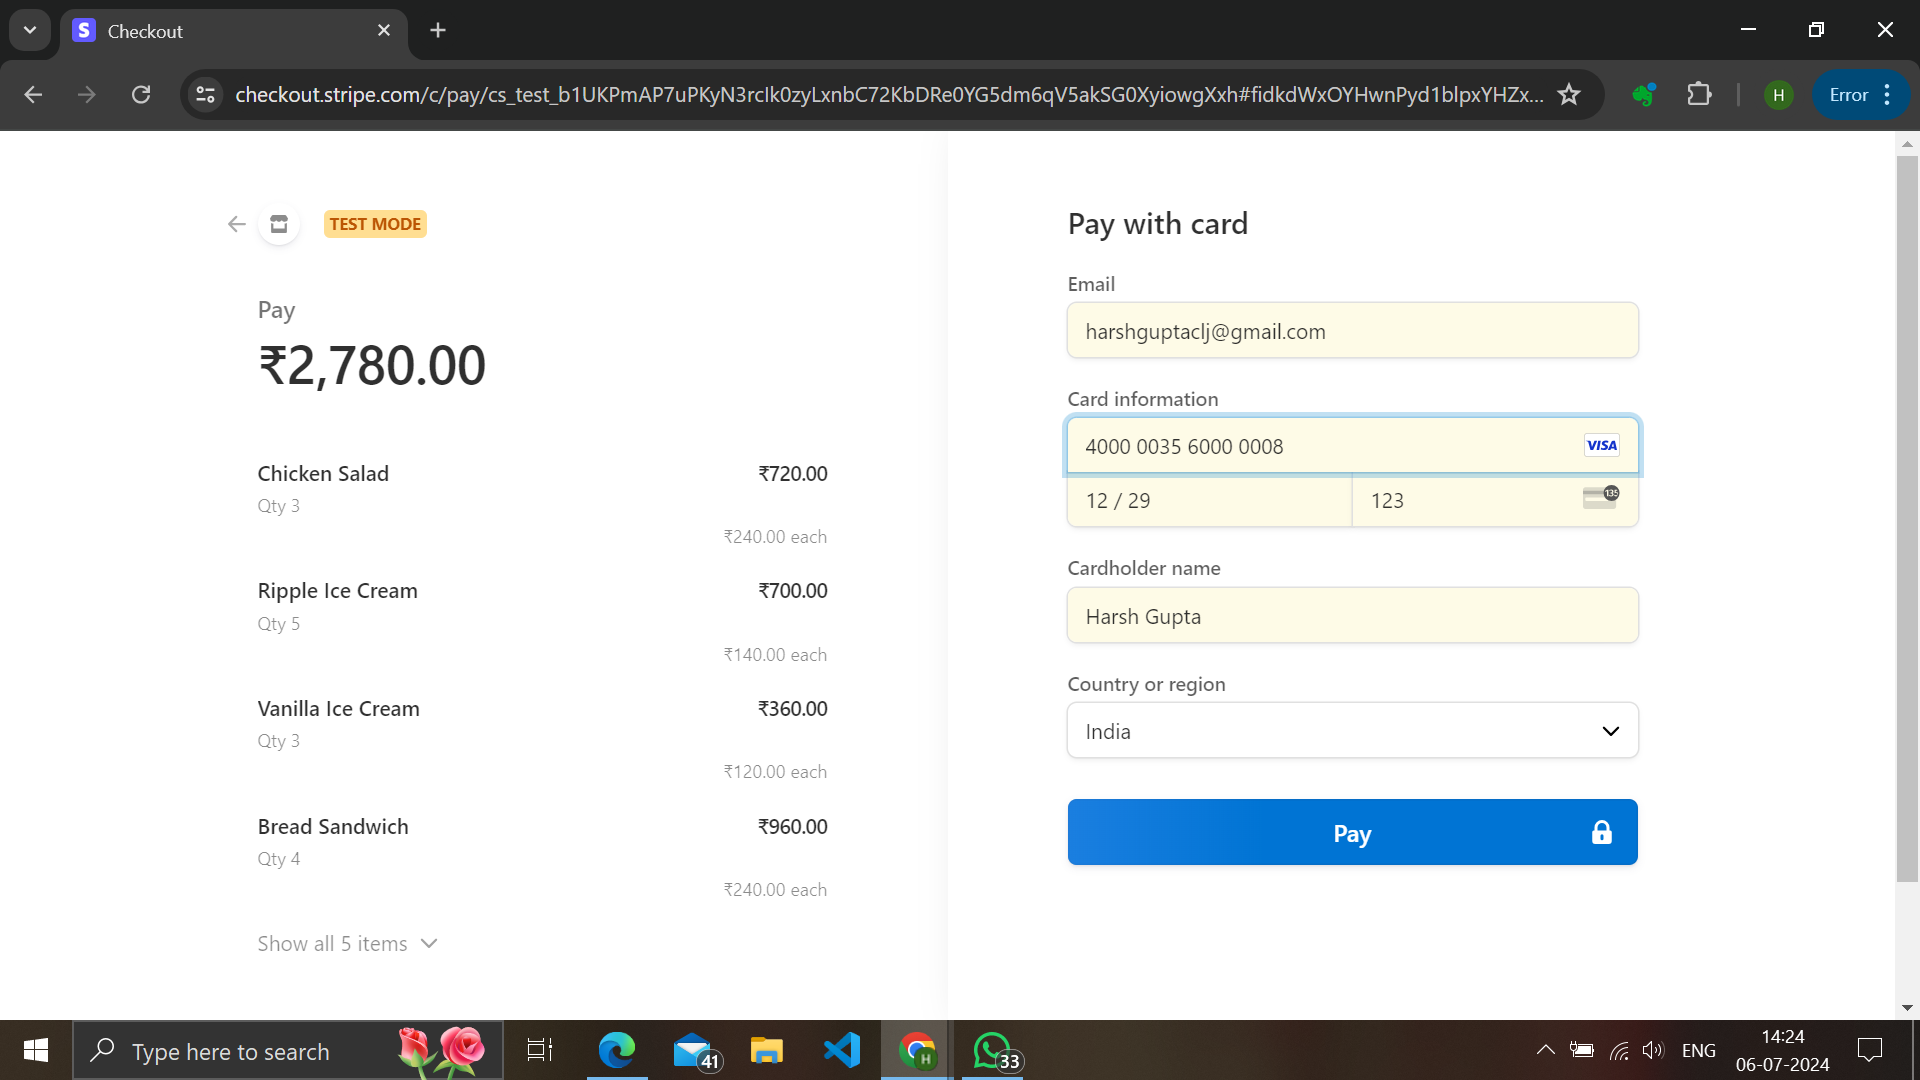 Checkout
checkout.stripe.com/c/pay/cs_test_b1UKPmAP7uPKyN3rcIk0zyLxnbC72KbDRe0YG5dm6qV5akSG0XyiowgXxh#fidkdWxOYHwnPyd1blpxYHZx...
H
Error
TEST MODE
Pay
₹2,780.00
Chicken Salad ₹720.00
Qty 3
₹240.00 each
Ripple Ice Cream ₹700.00
Qty 5
₹140.00 each
Vanilla Ice Cream ₹360.00
Qty 3
₹120.00 each
Bread Sandwich ₹960.00
Qty 4
₹240.00 each
Show all 5 items
Pay with card
Email
harshguptaclj@gmail.com
Card information
4000 0035 6000 0008 VISA
12 / 29 123 135
Cardholder name
Harsh Gupta
Country or region
India
Pay
Type here to search
41
H
33
ENG
14:24
06-07-2024